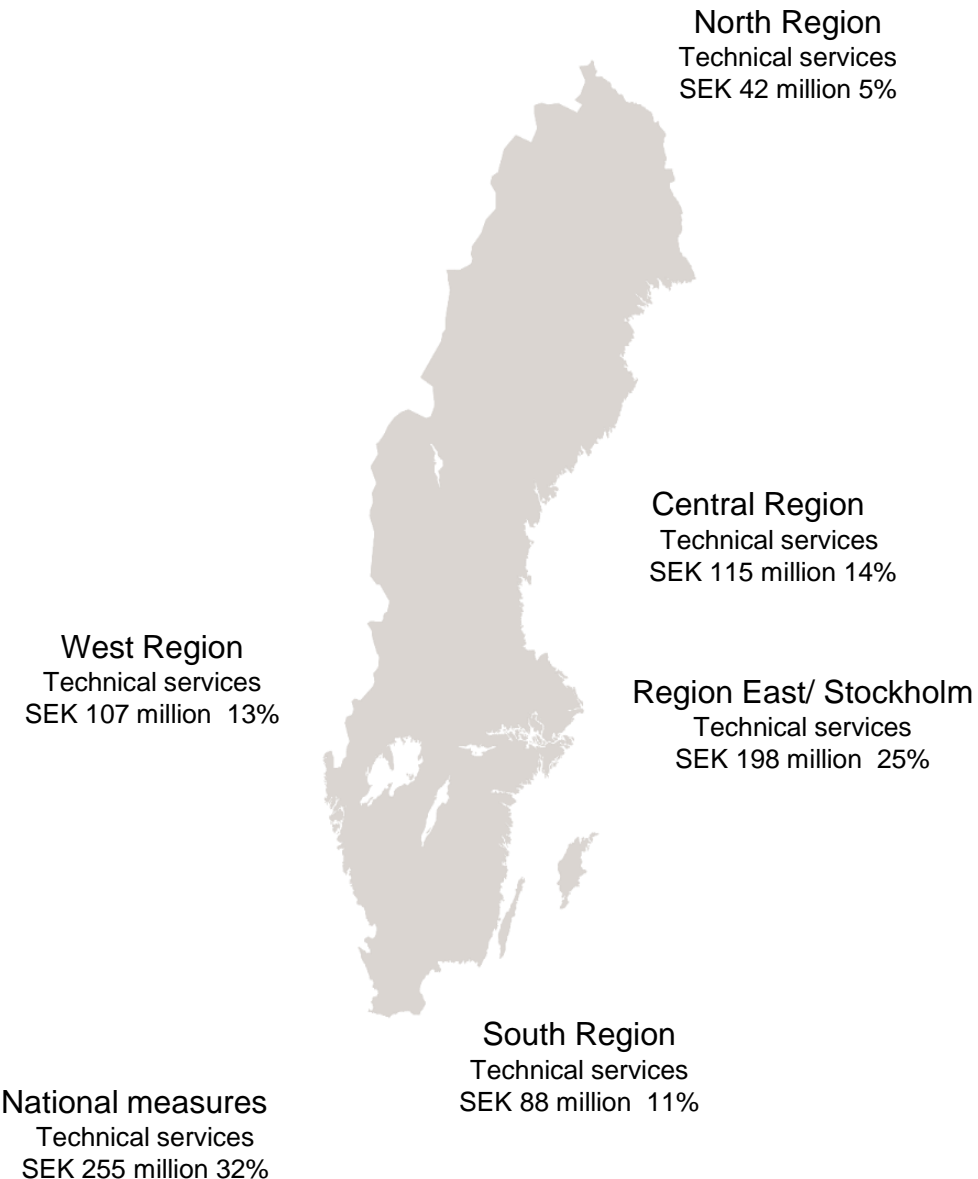 North Region
Technical services
SEK 42 million 5%
Central Region
Technical services
SEK 115 million 14%
West Region
Technical services
SEK 107 million 13%
Region East/ Stockholm
Technical services
SEK 198 million 25%
South Region
Technical services
SEK 88 million 11%
National measures
Technical services
SEK 255 million 32%